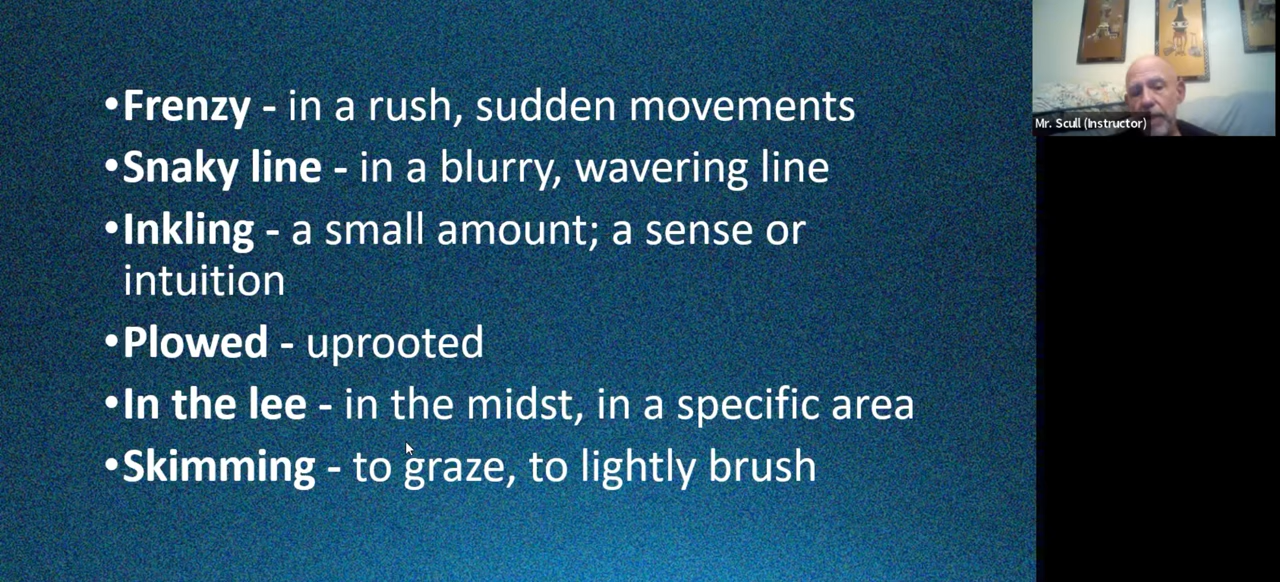 •Frenzy - in a rush, sudden movements
•Snaky line - in a blurry, wavering line
•Inkling - a small amount; a sense or
intuition
•Plowed - uprooted
•In the lee - in the midst, in a specific area
•Skimming - to graze, to lightly brush
Mr. Scull (Instructor)